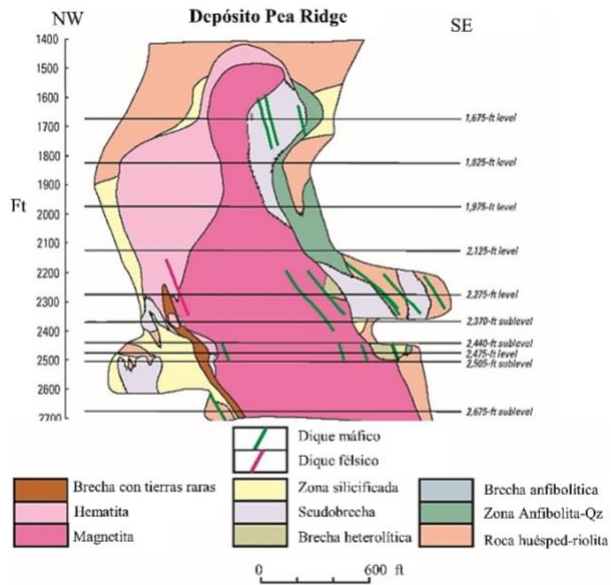 Depósito Pea Ridge
NW
SE
Ft
1400
1500
1600
1700
1800
1900
2000
2100
2200
2300
2400
2500
2600
2700
1,675-ft level
1,825-ft level
1,975-ft level
2,125-ft level
2,275-ft level
2,370-ft sublevel
2,440-ft sublevel
2,475-ft level
2,505-ft sublevel
2,675-ft sublevel
Dique máfico
Dique félsico
Brecha con tierras raras
Zona silicificada
Brecha anfibolítica
Hematita
Seudobrecha
Zona Anfibolita-Qz
Magnetita
Brecha heterolítica
Roca huésped-riolita
0 600 ft